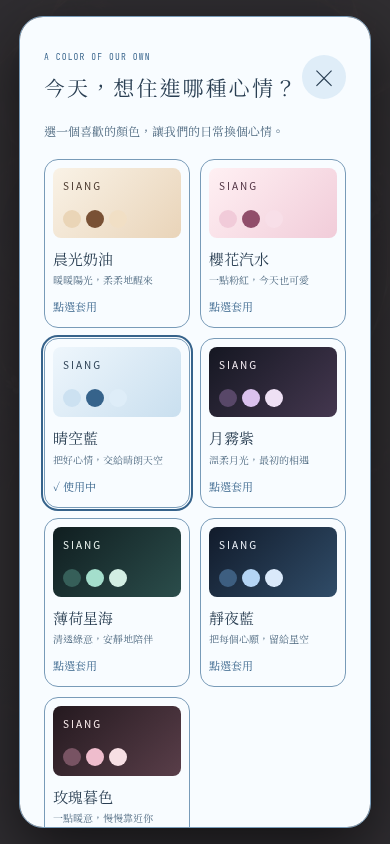 A COLOR OF OUR OWN
今天，想住進哪種心情？
選一個喜歡的顏色，讓我們的日常換個心情。
SIANG
晨光奶油
暖暖陽光，柔柔地醒來
點選套用
SIANG
櫻花汽水
一點粉紅，今天也可愛
點選套用
SIANG
晴空藍
把好心情，交給晴朗天空
✓ 使用中
SIANG
月霧紫
溫柔月光，最初的相遇
點選套用
SIANG
薄荷星海
清透綠意，安靜地陪伴
點選套用
SIANG
靜夜藍
把每個心願，留給星空
點選套用
SIANG
玫瑰暮色
一點暖意，慢慢靠近你